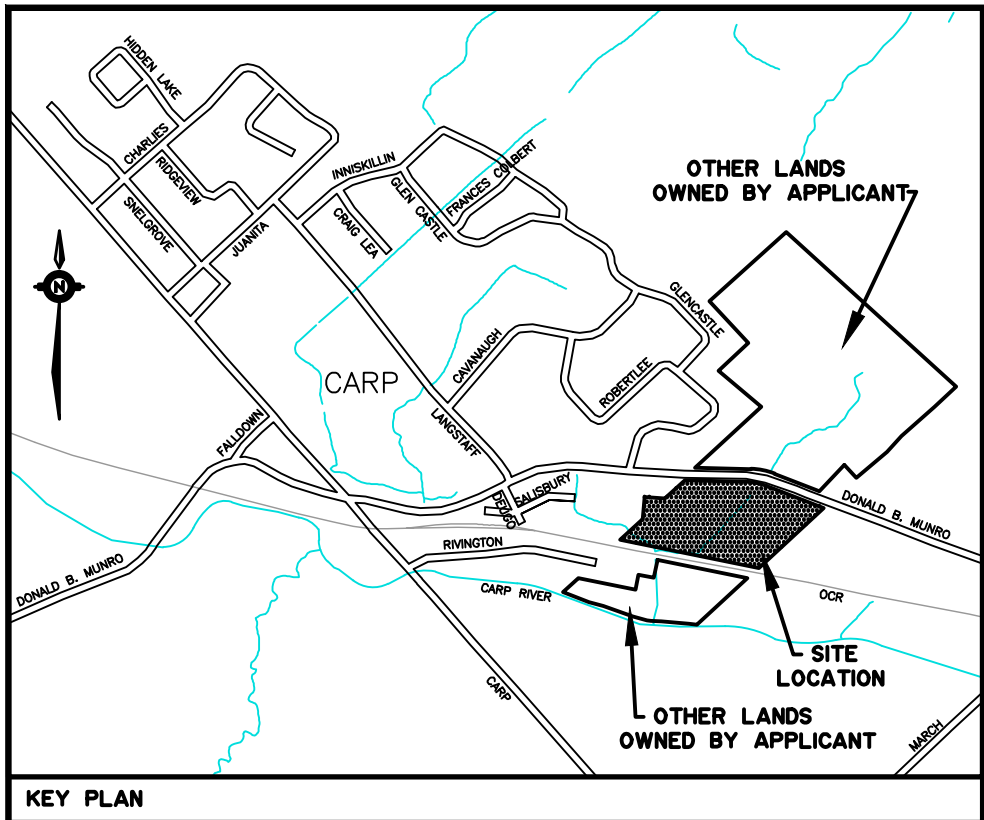 HIDDEN LAKE
CHARLIES
RIDGEVIEW
SNELGROVE
JUANITA
INNISKILLIN
CRAIG LEA
GLEN CASTLE
FRANCES COLBERT
OTHER LANDS
OWNED BY APPLICANT
N
GLENCASTLE
CAVANAUGH
CARP
ROBERTLEE
LANGSTAFF
FALLDOWN
SALISBURY
DEUGO
DONALD B. MUNRO
RIVINGTON
DONALD B. MUNRO
CARP RIVER
OCR
SITE
LOCATION
CARP
OTHER LANDS
OWNED BY APPLICANT
MARCH
KEY PLAN